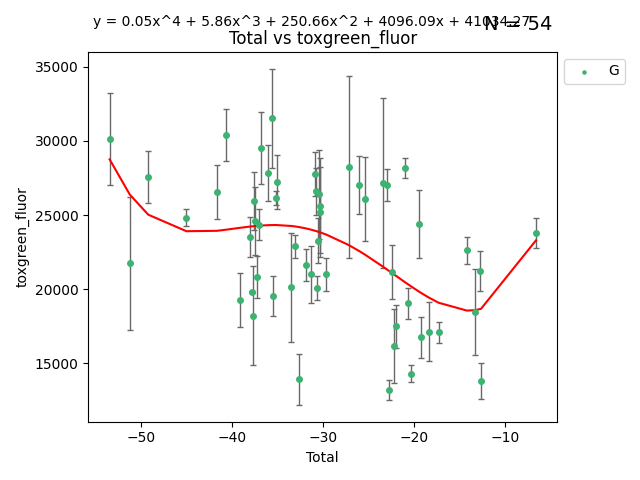 y = 0.05x^4 + 5.86x^3 + 250.66x^2 + 4096.09x + 41034.27
N = 54
Total vs toxgreen_fluor
G
35000
30000
25000
20000
15000
toxgreen_fluor
−50 −40 −30 −20 −10
Total